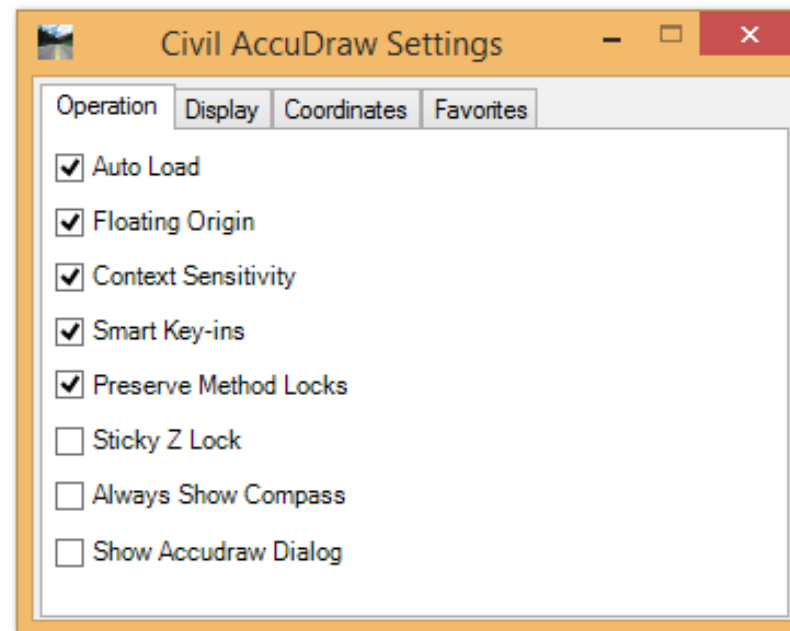 Civil AccuDraw Settings
Operation Display Coordinates Favorites
Auto Load
Floating Origin
Context Sensitivity
Smart Key-ins
Preserve Method Locks
Sticky Z Lock
Always Show Compass
Show Accudraw Dialog